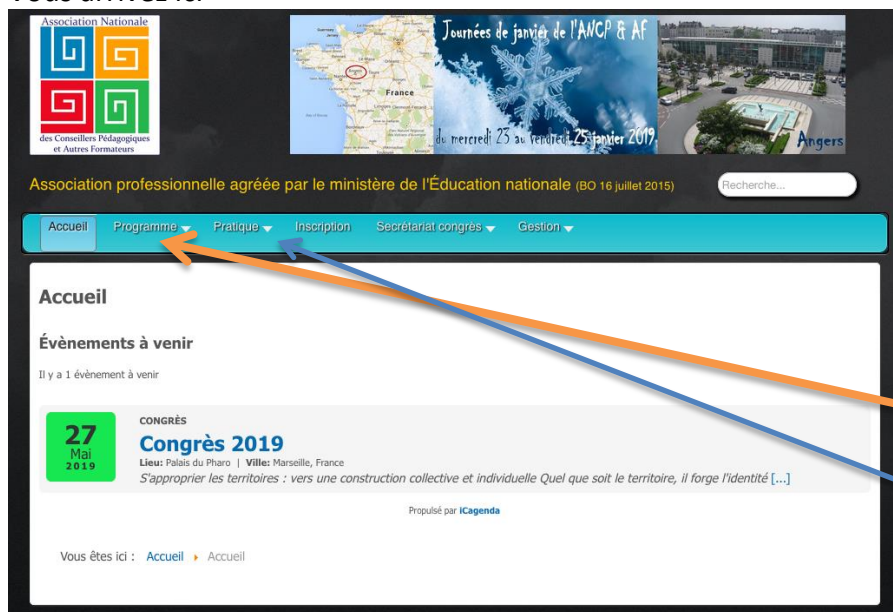 Association Nationale
des Conseillers Pédagogiques
et Autres Formateurs
France
Journées de janvier de l'ANCP & AF
du mercredi 23 au vendredi 25 janvier 2019
Angers
Association professionnelle agréée par le ministère de l'Éducation nationale (BO 16 juillet 2015)
Recherche...
Accueil Programme Pratique Inscription Secrétariat congrès Gestion
Accueil
Évènements à venir
Il y a 1 évènement à venir
27
Mai
2019
CONGRÈS
Congrès 2019
Lieu: Palais du Pharo | Ville: Marseille, France
S'approprier les territoires : vers une construction collective et individuelle Quel que soit le territoire, il forge l'identité [...]
Propulsé par iCagenda
Vous êtes ici : Accueil Accueil